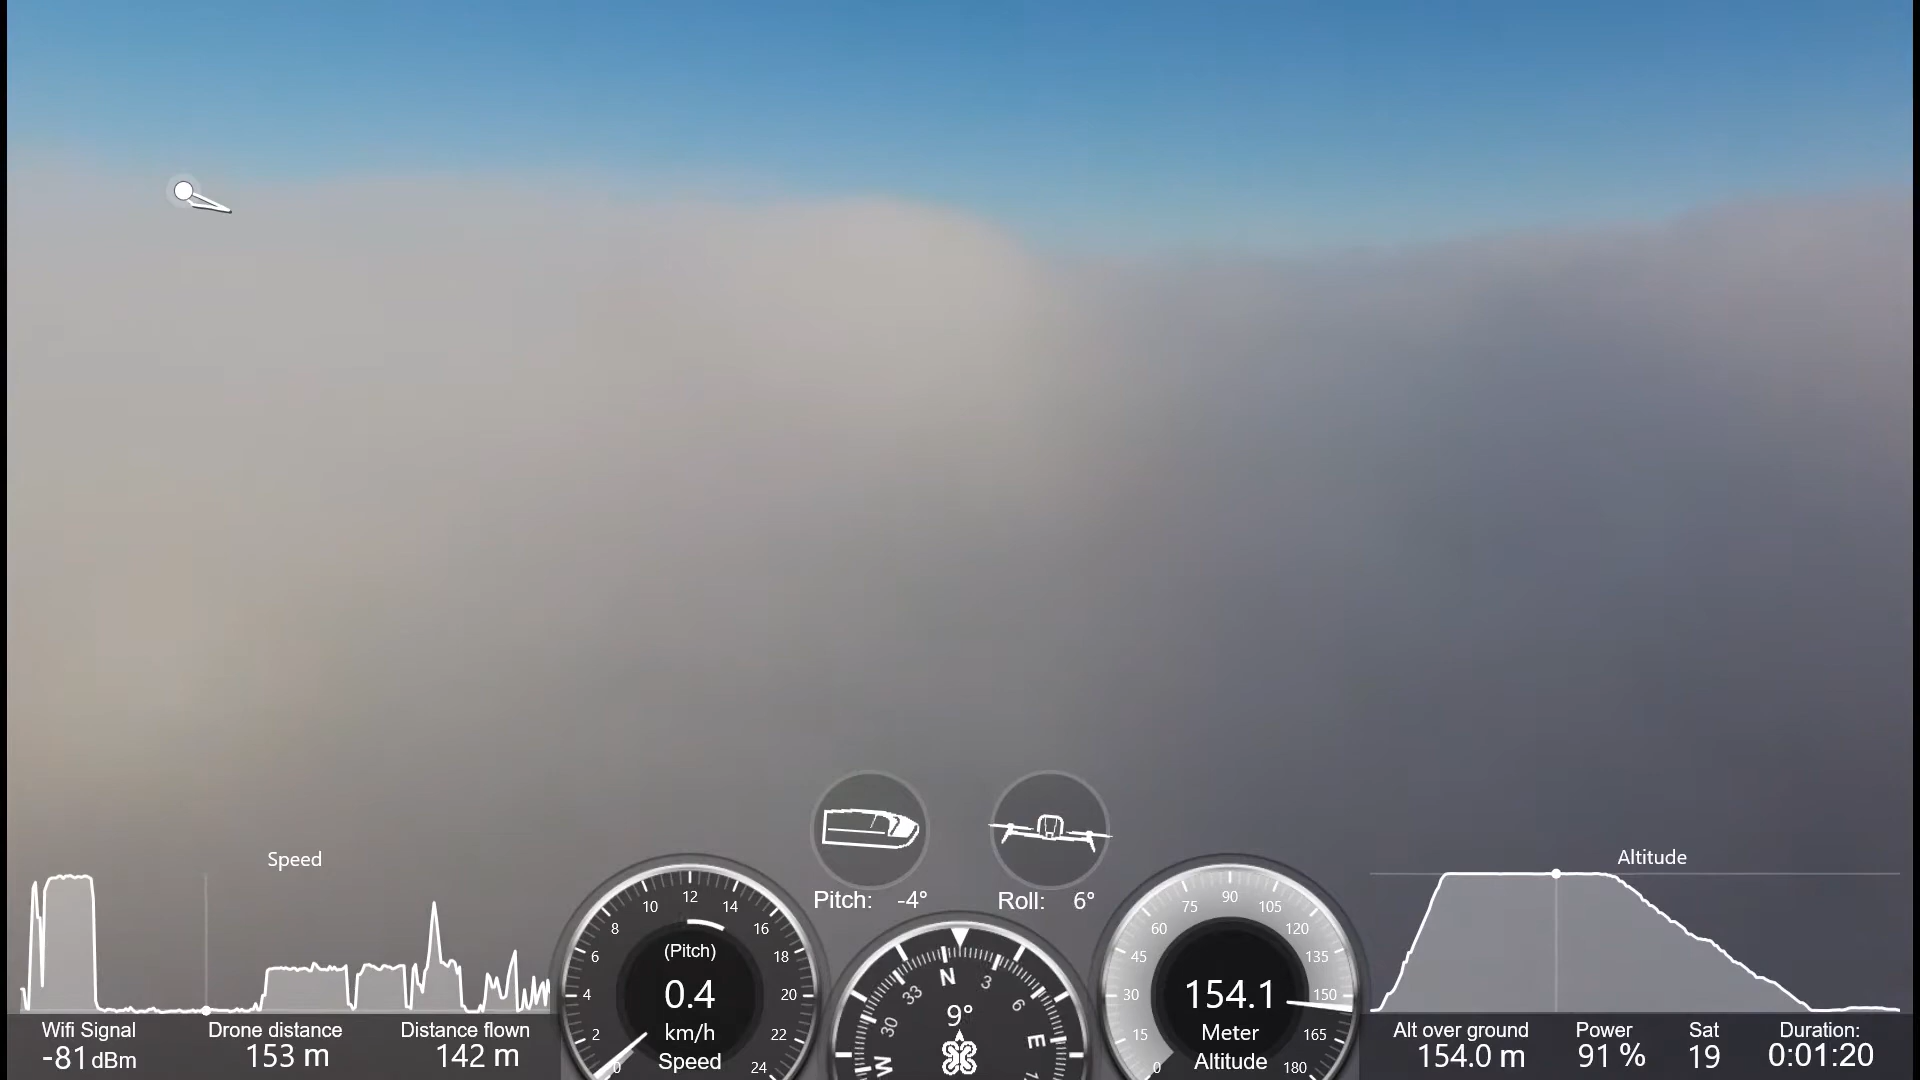 Speed
Wifi Signal
-81 dBm
Drone distance
153 m
Distance flown
142 m
0
2
4
6
8
10
12
14
16
18
20
22
24
(Pitch)
0.4
km/h
Speed
Pitch: -4°
Roll: 6°
W
30
33
N
3
6
E
9°
0
15
30
45
60
75
90
105
120
135
150
165
180
154.1
Meter
Altitude
Altitude
Alt over ground
154.0 m
Power
91 %
Sat
19
Duration:
0:01:20